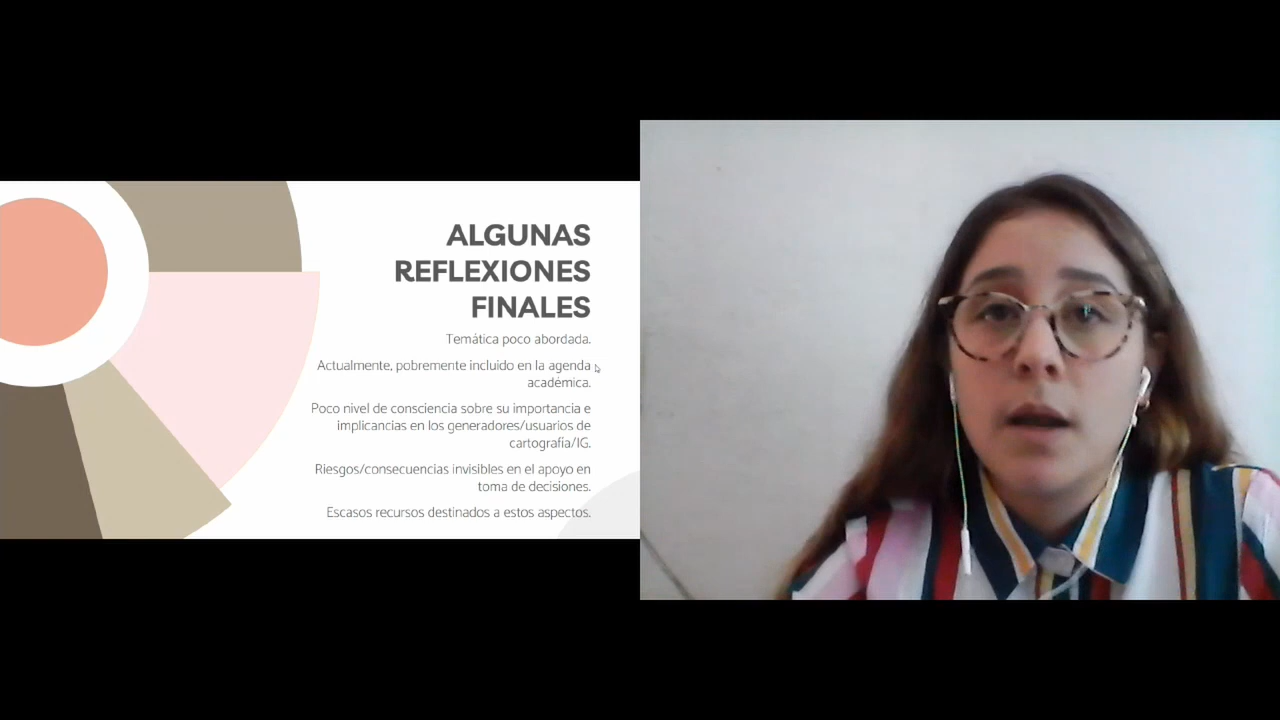 ALGUNAS
REFLEXIONES
FINALES
Temática poco abordada.
Actualmente, pobremente incluido en la agenda
académica.
Poco nivel de consciencia sobre su importancia e
implicancias en los generadores/usuarios de
cartografía/IG.
Riesgos/consecuencias invisibles en el apoyo en
toma de decisiones.
Escasos recursos destinados a estos aspectos.